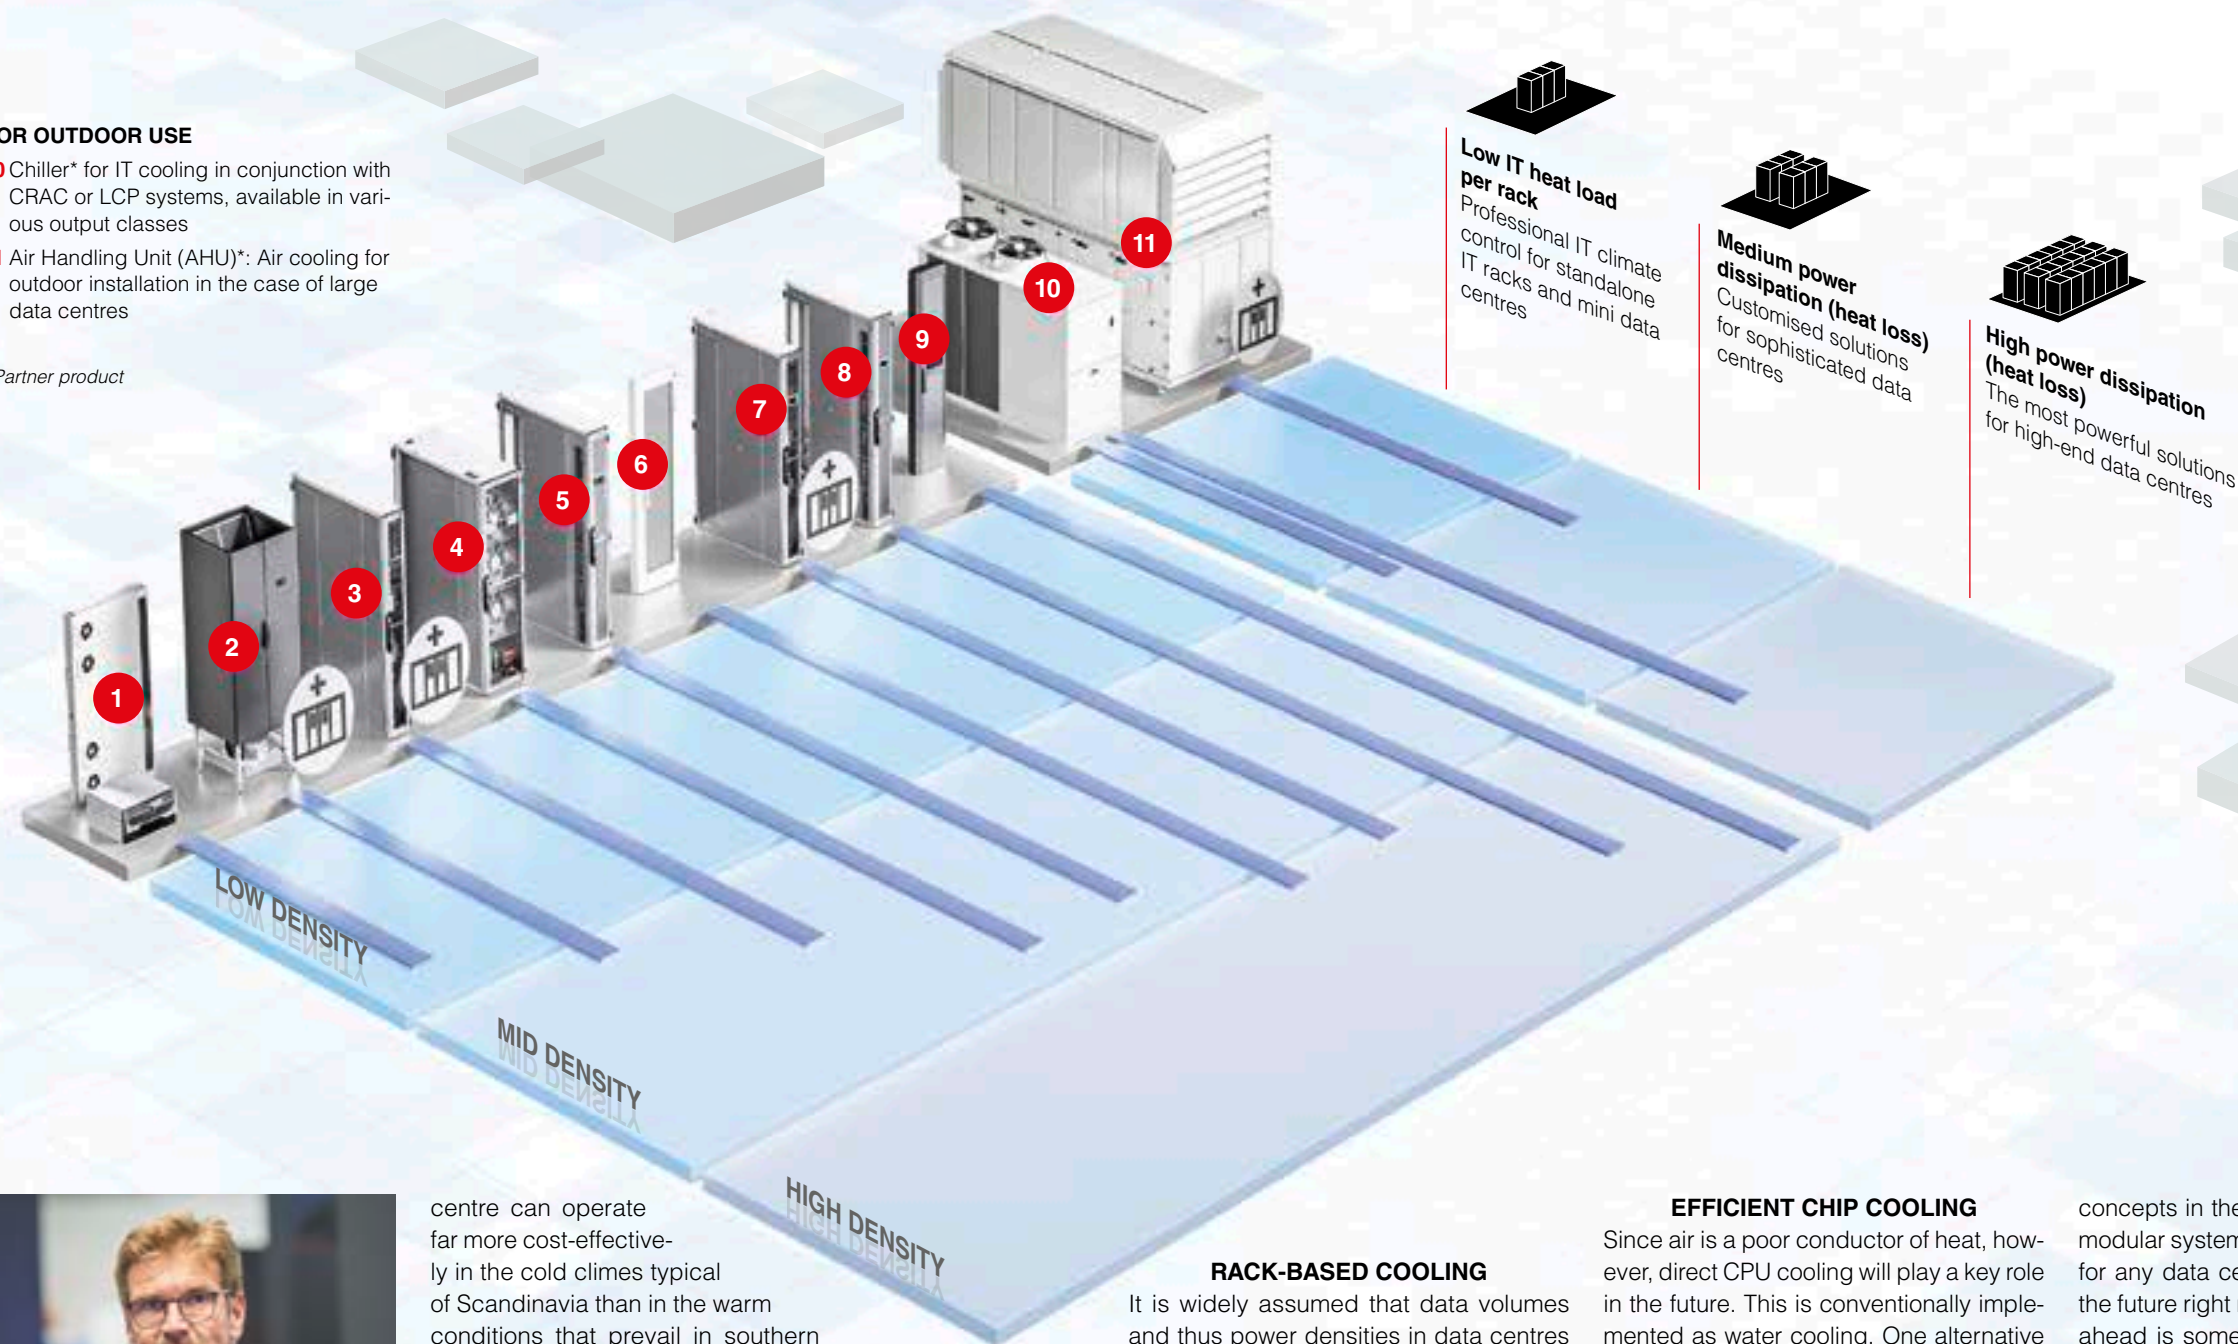 OR OUTDOOR USE
0 Chiller* for IT cooling in conjunction with
CRAC or LCP systems, available in vari-
ous output classes
Air Handling Unit (AHU)*: Air cooling for
outdoor installation in the case of large
data centres
Partner product
1
2
3
4
5
6
7
8
9
10
11
Low IT heat load
per rack
Professional IT climate
control for standalone
IT racks and mini data
centres
Medium power
dissipation (heat loss)
Customised solutions
for sophisticated data
centres
High power dissipation
(heat loss)
The most powerful solutions
for high-end data centres
LOW DENSITY
MID DENSITY
HIGH DENSITY
centre can operate
far more cost-effective-
ly in the cold climes typical
of Scandinavia than in the warm
conditions that prevail in southern
RACK-BASED COOLING
It is widely assumed that data volumes
and thus power densities in data centres
EFFICIENT CHIP COOLING
Since air is a poor conductor of heat, how-
ever, direct CPU cooling will play a key role
in the future. This is conventionally imple-
mented as water cooling. One alternative
concepts in the
modular system
for any data ce
the future right
ahead is some